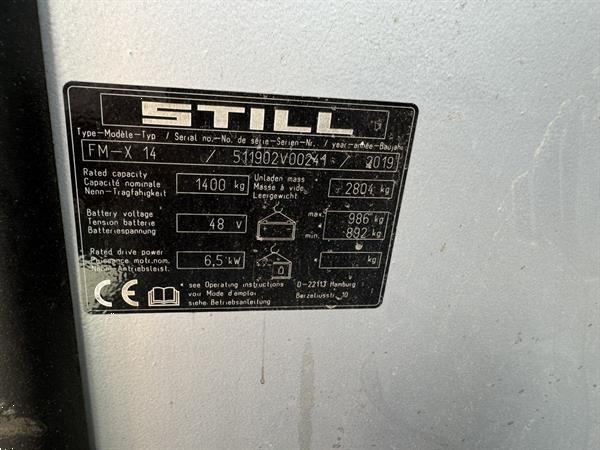 STILL
Type-Modèle-Typ / Serial no.-No. de série-Serien-Nr. / year-année-Baujahr
FM-X 14 / 511902V00241 / 2019
Rated capacity
Capacité nominale
Nenn-Tragfähigkeit
1400 kg
Unladen mass
Masse à vide
Leergewicht
2804 kg
Battery voltage
Tension batterie
Batteriespannung
48 V
max. 986 kg
* min. 892 kg
Rated drive power
Puissance motr.nom.
Nenn-Antriebsleist.
6,5 kW
* kg
CE
* see Operating instructions
voir Mode d'emploi
siehe Betriebsanleitung
D-22113 Hamburg
Berzeliusstr. 10